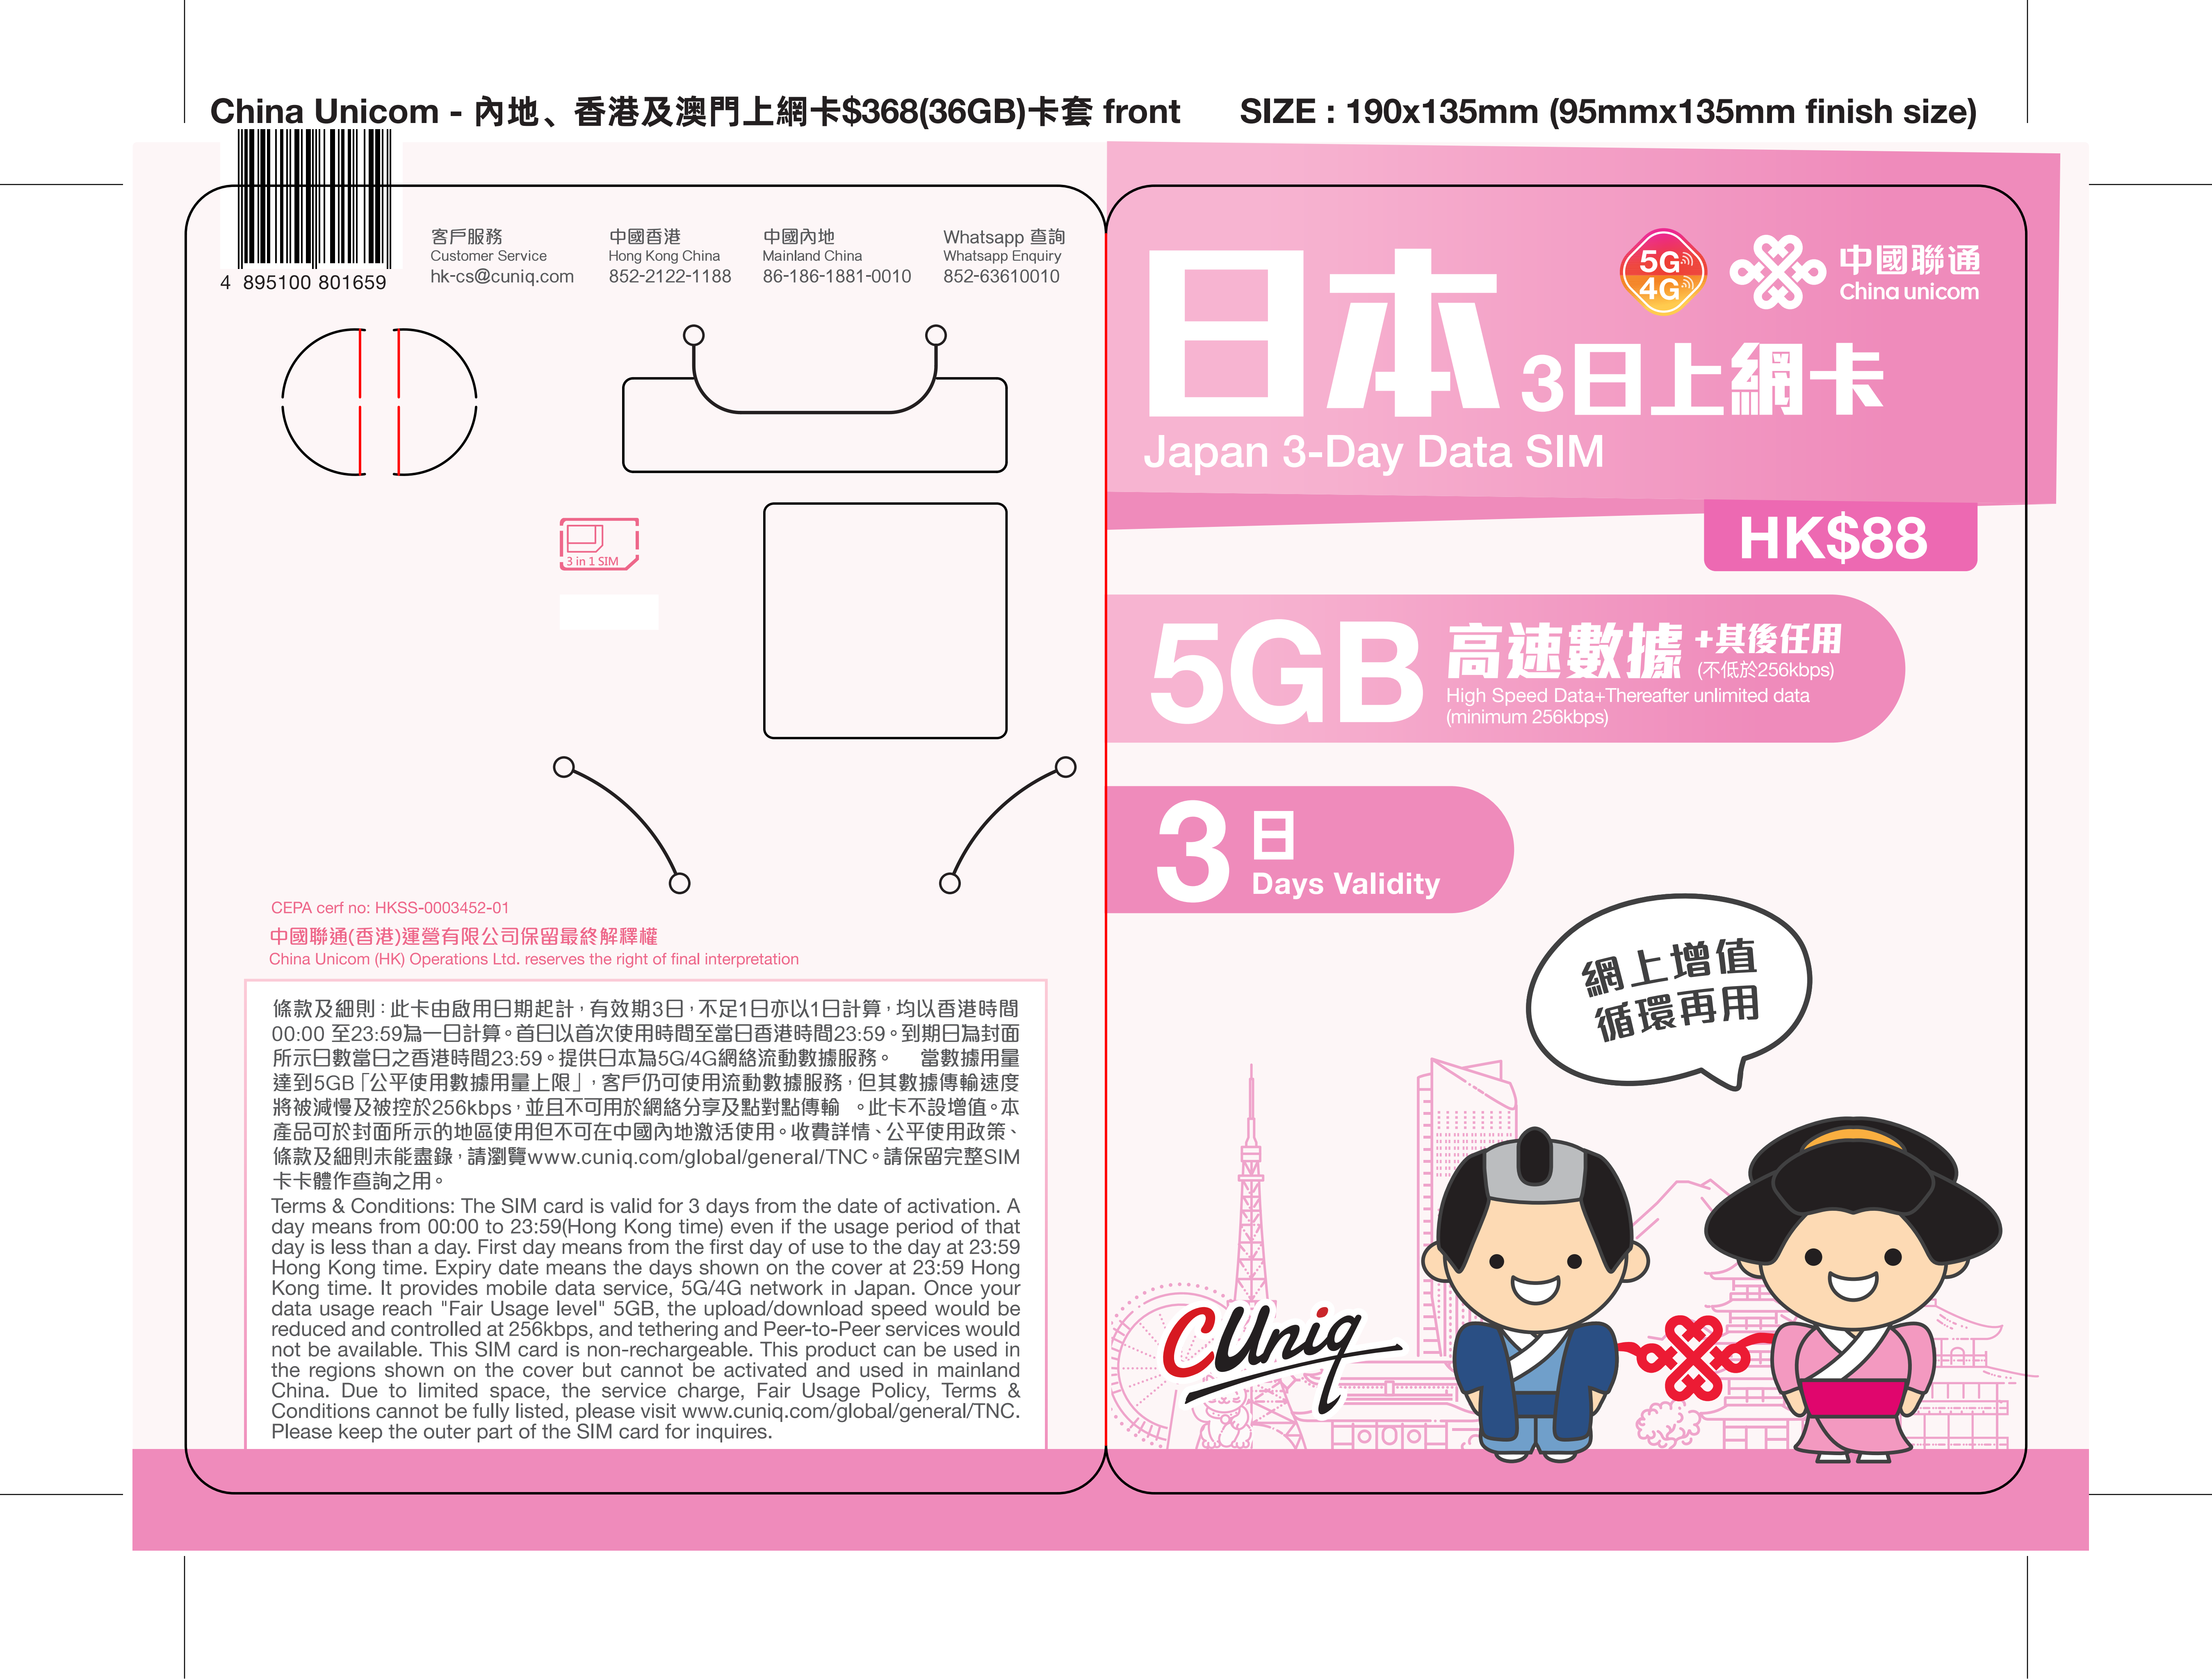 China Unicom - 內地、香港及澳門上網卡$368(36GB)卡套 front
SIZE : 190x135mm (95mmx135mm finish size)
4 895100 801659
客戶服務
Customer Service
hk-cs@cuniq.com
中國香港
Hong Kong China
852-2122-1188
中國內地
Mainland China
86-186-1881-0010
Whatsapp 查詢
Whatsapp Enquiry
852-63610010
3 in 1 SIM
CEPA cerf no: HKSS-0003452-01
中國聯通(香港)運營有限公司保留最終解釋權
China Unicom (HK) Operations Ltd. reserves the right of final interpretation
條款及細則：此卡由啟用日期起計，有效期3日，不足1日亦以1日計算，均以香港時間
00:00 至23:59為一日計算。首日以首次使用時間至當日香港時間23:59。到期日為封面
所示日數當日之香港時間23:59。提供日本為5G/4G網絡流動數據服務。 當數據用量
達到5GB「公平使用數據用量上限」，客戶仍可使用流動數據服務，但其數據傳輸速度
將被減慢及被控於256kbps，並且不可用於網絡分享及點對點傳輸 。此卡不設增值。本
產品可於封面所示的地區使用但不可在中國內地激活使用。收費詳情、公平使用政策、
條款及細則未能盡錄，請瀏覽www.cuniq.com/global/general/TNC。請保留完整SIM
卡卡體作查詢之用。
Terms & Conditions: The SIM card is valid for 3 days from the date of activation. A
day means from 00:00 to 23:59(Hong Kong time) even if the usage period of that
day is less than a day. First day means from the first day of use to the day at 23:59
Hong Kong time. Expiry date means the days shown on the cover at 23:59 Hong
Kong time. It provides mobile data service, 5G/4G network in Japan. Once your
data usage reach "Fair Usage level" 5GB, the upload/download speed would be
reduced and controlled at 256kbps, and tethering and Peer-to-Peer services would
not be available. This SIM card is non-rechargeable. This product can be used in
the regions shown on the cover but cannot be activated and used in mainland
China. Due to limited space, the service charge, Fair Usage Policy, Terms &
Conditions cannot be fully listed, please visit www.cuniq.com/global/general/TNC.
Please keep the outer part of the SIM card for inquires.
5G
4G
中國聯通
China unicom
日本 3日上網卡
Japan 3-Day Data SIM
HK$88
5GB 高速數據 +其後任用
(不低於256kbps)
High Speed Data+Thereafter unlimited data
(minimum 256kbps)
3 日
Days Validity
網上增值
循環再用
CUniq